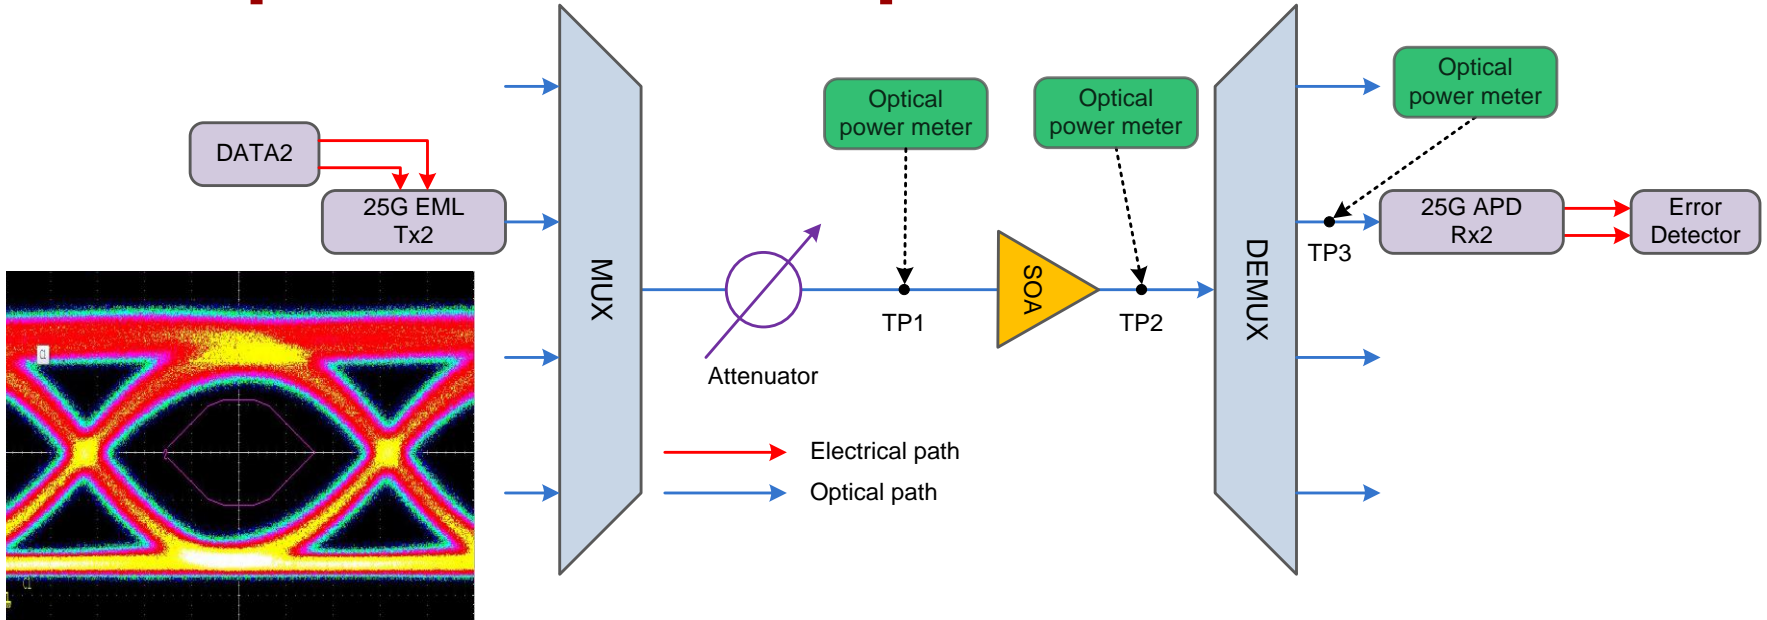 Optical
power meter
Optical
power meter
Optical
power meter
DATA2
25G EML
Tx2
MUX
Attenuator
TP1
SOA
TP2
DEMUX
TP3
25G APD
Rx2
Error
Detector
Electrical path
Optical path